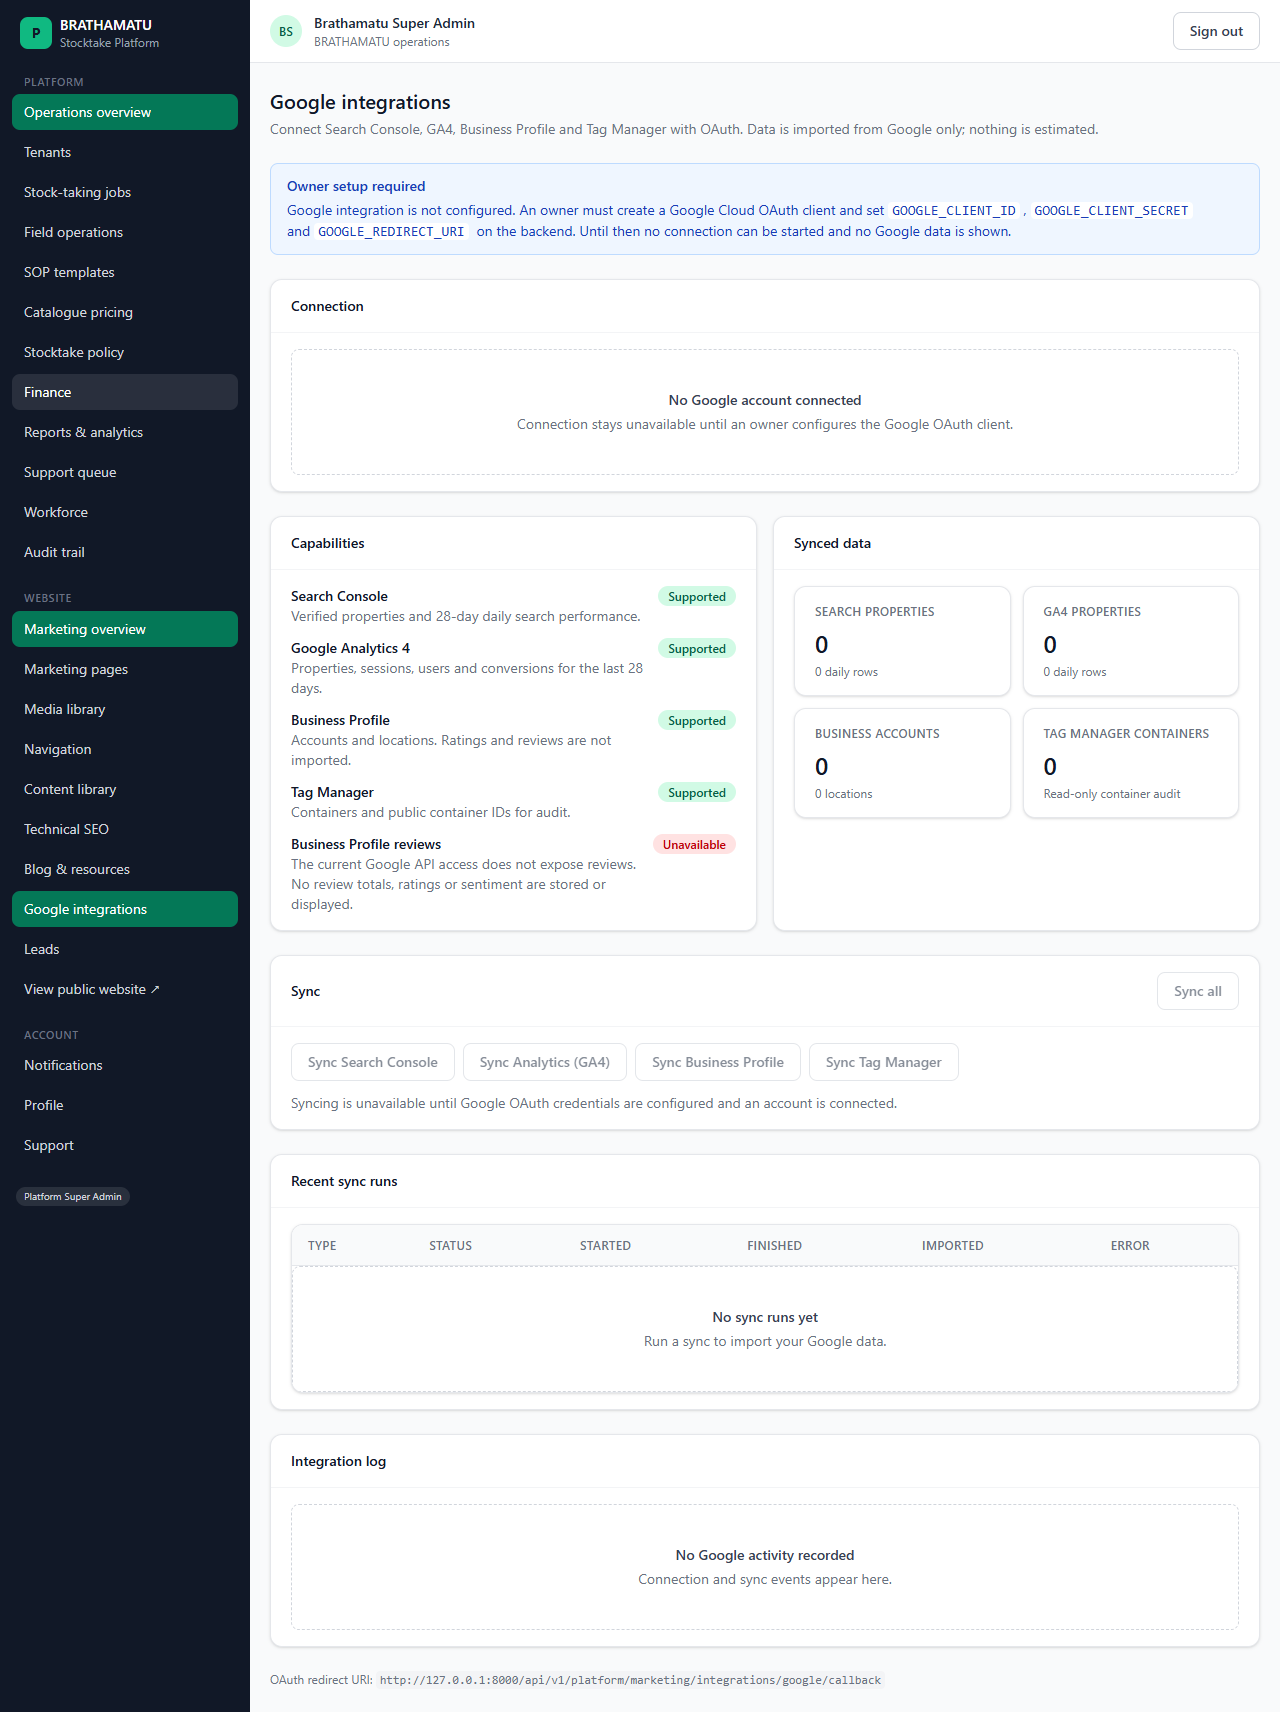 P
BRATHAMATU
Stocktake Platform
PLATFORM
Operations overview
Tenants
Stock-taking jobs
Field operations
SOP templates
Catalogue pricing
Stocktake policy
Finance
Reports & analytics
Support queue
Workforce
Audit trail
WEBSITE
Marketing overview
Marketing pages
Media library
Navigation
Content library
Technical SEO
Blog & resources
Google integrations
Leads
View public website ↗
ACCOUNT
Notifications
Profile
Support
Platform Super Admin
BS
Brathamatu Super Admin
BRATHAMATU operations
Sign out
Google integrations
Connect Search Console, GA4, Business Profile and Tag Manager with OAuth. Data is imported from Google only; nothing is estimated.
Owner setup required
Google integration is not configured. An owner must create a Google Cloud OAuth client and set GOOGLE_CLIENT_ID , GOOGLE_CLIENT_SECRET
and GOOGLE_REDIRECT_URI on the backend. Until then no connection can be started and no Google data is shown.
Connection
No Google account connected
Connection stays unavailable until an owner configures the Google OAuth client.
Capabilities
Search Console
Supported
Verified properties and 28-day daily search performance.
Google Analytics 4
Supported
Properties, sessions, users and conversions for the last 28
days.
Business Profile
Supported
Accounts and locations. Ratings and reviews are not
imported.
Tag Manager
Supported
Containers and public container IDs for audit.
Business Profile reviews
Unavailable
The current Google API access does not expose reviews.
No review totals, ratings or sentiment are stored or
displayed.
Synced data
SEARCH PROPERTIES
0
0 daily rows
GA4 PROPERTIES
0
0 daily rows
BUSINESS ACCOUNTS
0
0 locations
TAG MANAGER CONTAINERS
0
Read-only container audit
Sync
Sync all
Sync Search Console
Sync Analytics (GA4)
Sync Business Profile
Sync Tag Manager
Syncing is unavailable until Google OAuth credentials are configured and an account is connected.
Recent sync runs
TYPE STATUS STARTED FINISHED IMPORTED ERROR
No sync runs yet
Run a sync to import your Google data.
Integration log
No Google activity recorded
Connection and sync events appear here.
OAuth redirect URI: http://127.0.0.1:8000/api/v1/platform/marketing/integrations/google/callback